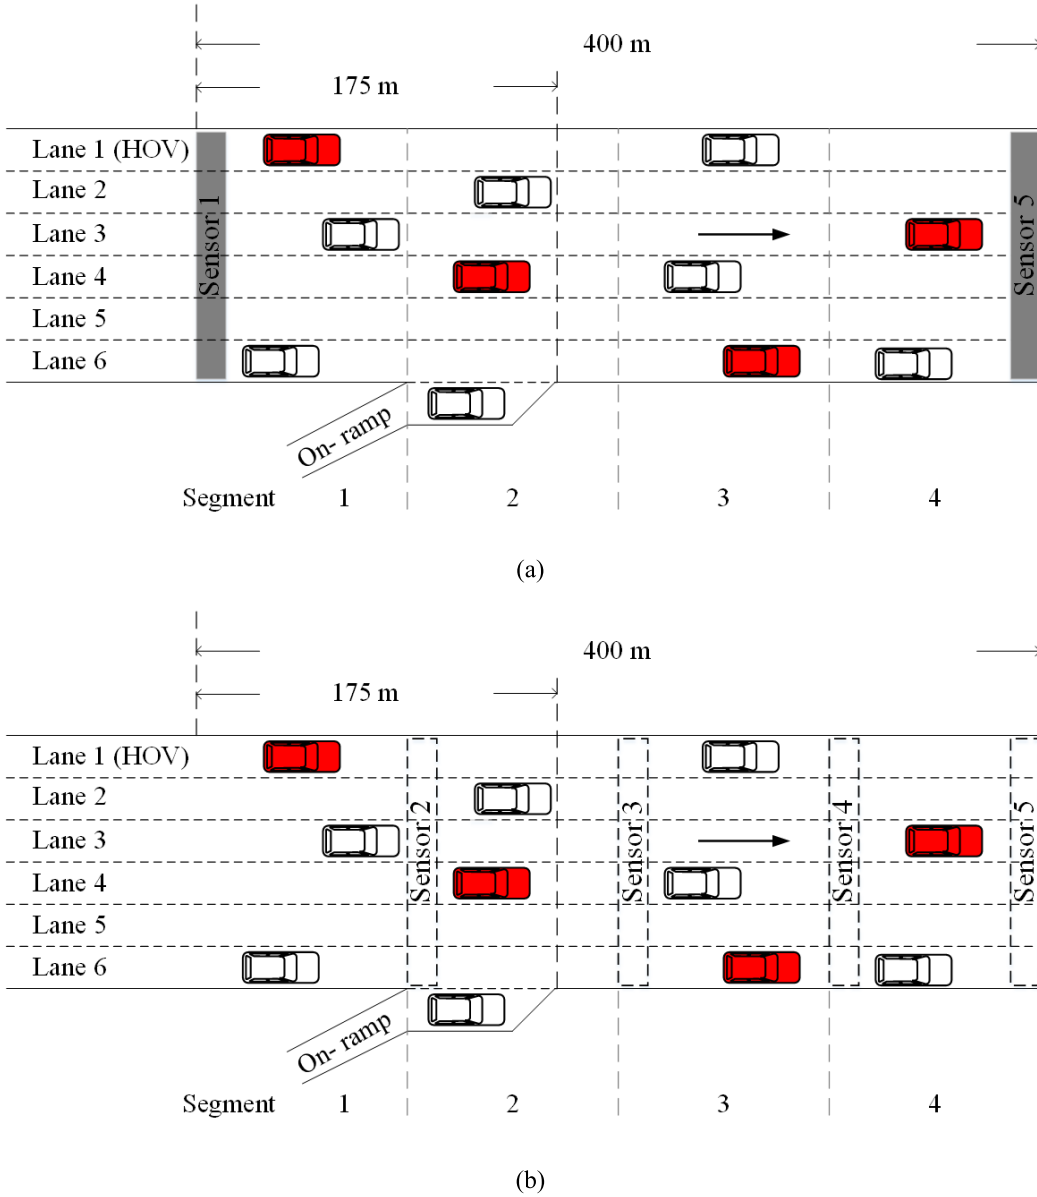 400 m
175 m
Lane 1 (HOV)
Lane 2
Lane 3
Lane 4
Lane 5
Lane 6
Sensor 1
Sensor 5
On- ramp
Segment 1 2 3 4
(a)
400 m
175 m
Lane 1 (HOV)
Lane 2
Lane 3
Lane 4
Lane 5
Lane 6
Sensor 2
Sensor 3
Sensor 4
Sensor 5
On- ramp
Segment 1 2 3 4
(b)